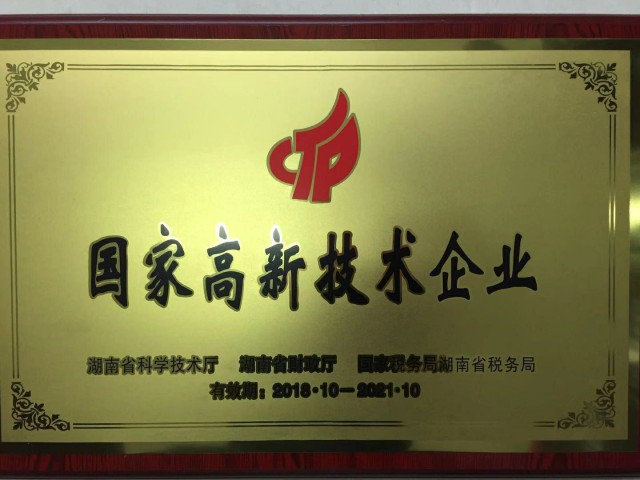 CTP
国家高新技术企业
湖南省科学技术厅 湖南省财政厅 国家税务局湖南省税务局
有效期：2018·10—2021·10